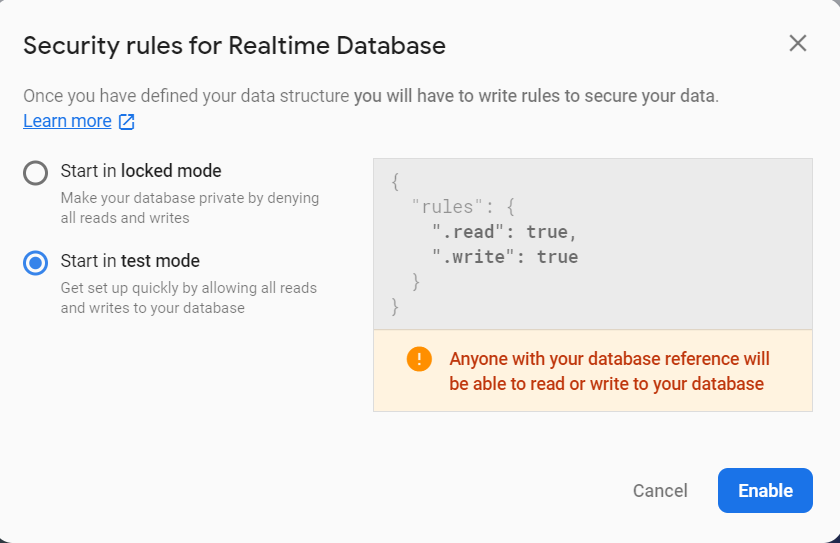 Security rules for Realtime Database
Once you have defined your data structure you will have to write rules to secure your data.
Learn more
Start in locked mode
Make your database private by denying
all reads and writes
Start in test mode
Get set up quickly by allowing all reads
and writes to your database
{
  "rules": {
    ".read": true,
    ".write": true
  }
}
Anyone with your database reference will
be able to read or write to your database
Cancel
Enable